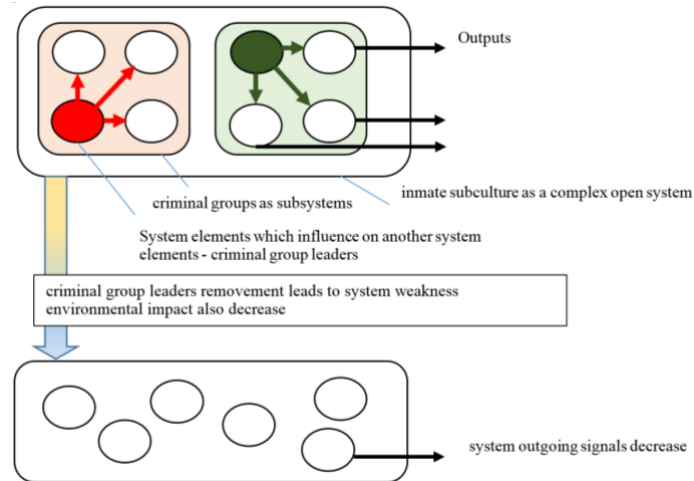 Outputs
inmate subculture as a complex open system
criminal groups as subsystems
System elements which influence on another system
elements - criminal group leaders
criminal group leaders removement leads to system weakness
environmental impact also decrease
system outgoing signals decrease